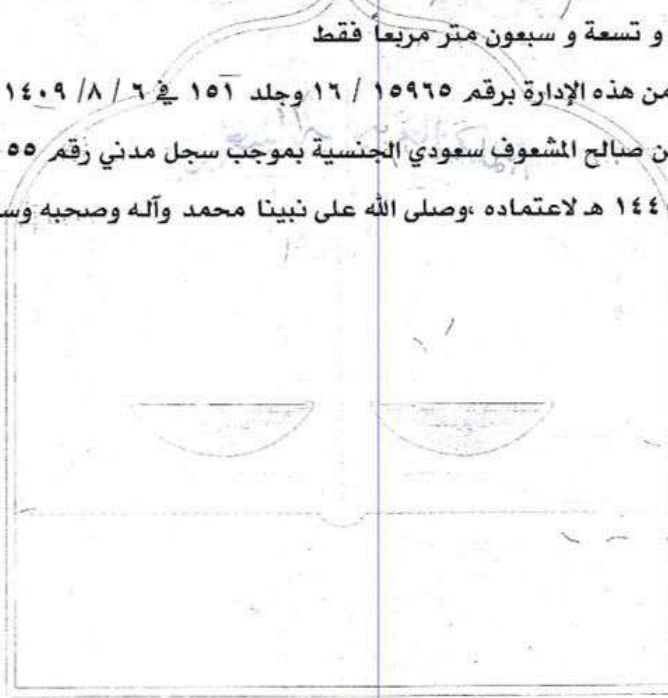 و تسعة و سبعون متر مربعاً فقط
من هذه الإدارة برقم ١٥٩٦٥ / ١٦ وجلد ١٥١ في ٦ / ٨ / ١٤٠٩
ن صالح المشعوف سعودي الجنسية بموجب سجل مدني رقم ٥٥
١٤٤ هـ لاعتماده ،وصلى الله على نبينا محمد وآله وصحبه وس